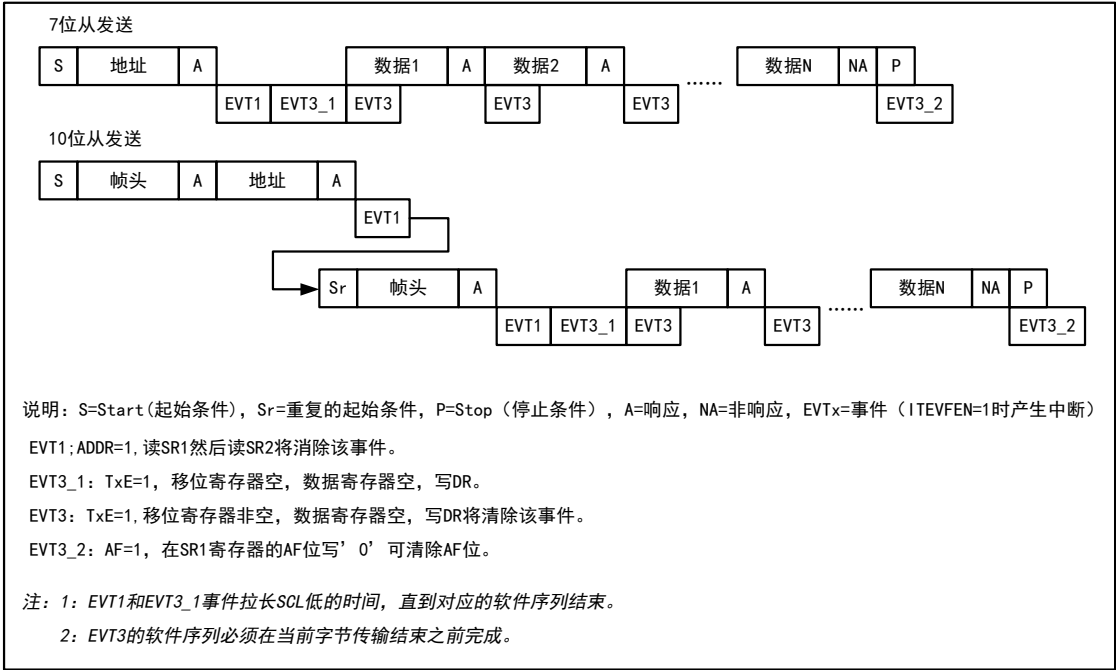 7位从发送
S 地址 A 数据1 A 数据2 A …… 数据N NA P
EVT1 EVT3_1 EVT3 EVT3 EVT3 EVT3_2
10位从发送
S 帧头 A 地址 A
EVT1
Sr 帧头 A 数据1 A …… 数据N NA P
EVT1 EVT3_1 EVT3 EVT3 EVT3_2
说明：S=Start(起始条件)，Sr=重复的起始条件，P=Stop（停止条件），A=响应，NA=非响应，EVTx=事件（ITEVFEN=1时产生中断）
EVT1;ADDR=1,读SR1然后读SR2将消除该事件。
EVT3_1：TxE=1，移位寄存器空，数据寄存器空，写DR。
EVT3：TxE=1,移位寄存器非空，数据寄存器空，写DR将清除该事件。
EVT3_2：AF=1，在SR1寄存器的AF位写’0’可清除AF位。
注：1：EVT1和EVT3_1事件拉长SCL低的时间，直到对应的软件序列结束。
2：EVT3的软件序列必须在当前字节传输结束之前完成。